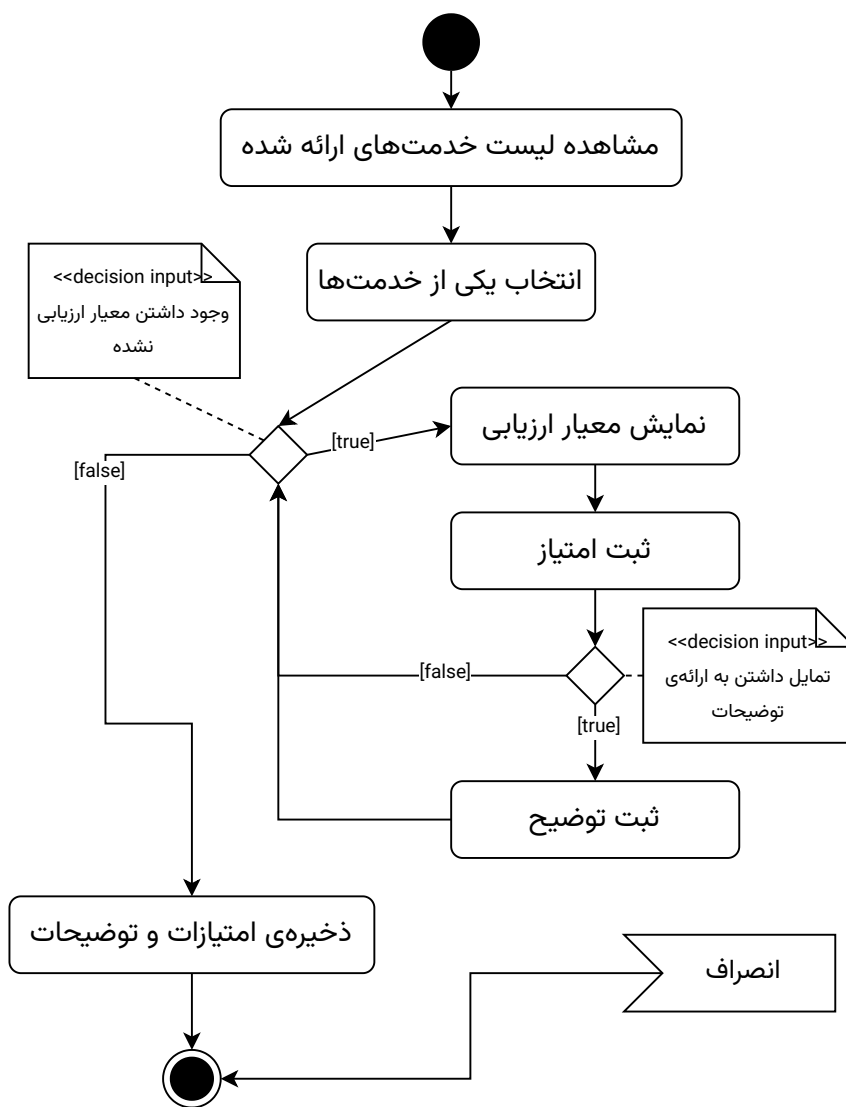 مشاهده لیست خدمت‌های ارائه شده
انتخاب یکی از خدمت‌ها
<<decision input>>
وجود داشتن معیار ارزیابی
نشده
نمایش معیار ارزیابی
[true]
[false]
ثبت امتیاز
<<decision input>>
تمایل داشتن به ارائه‌ی
توضیحات
[false]
[true]
ثبت توضیح
ذخیره‌ی امتیازات و توضیحات
انصراف